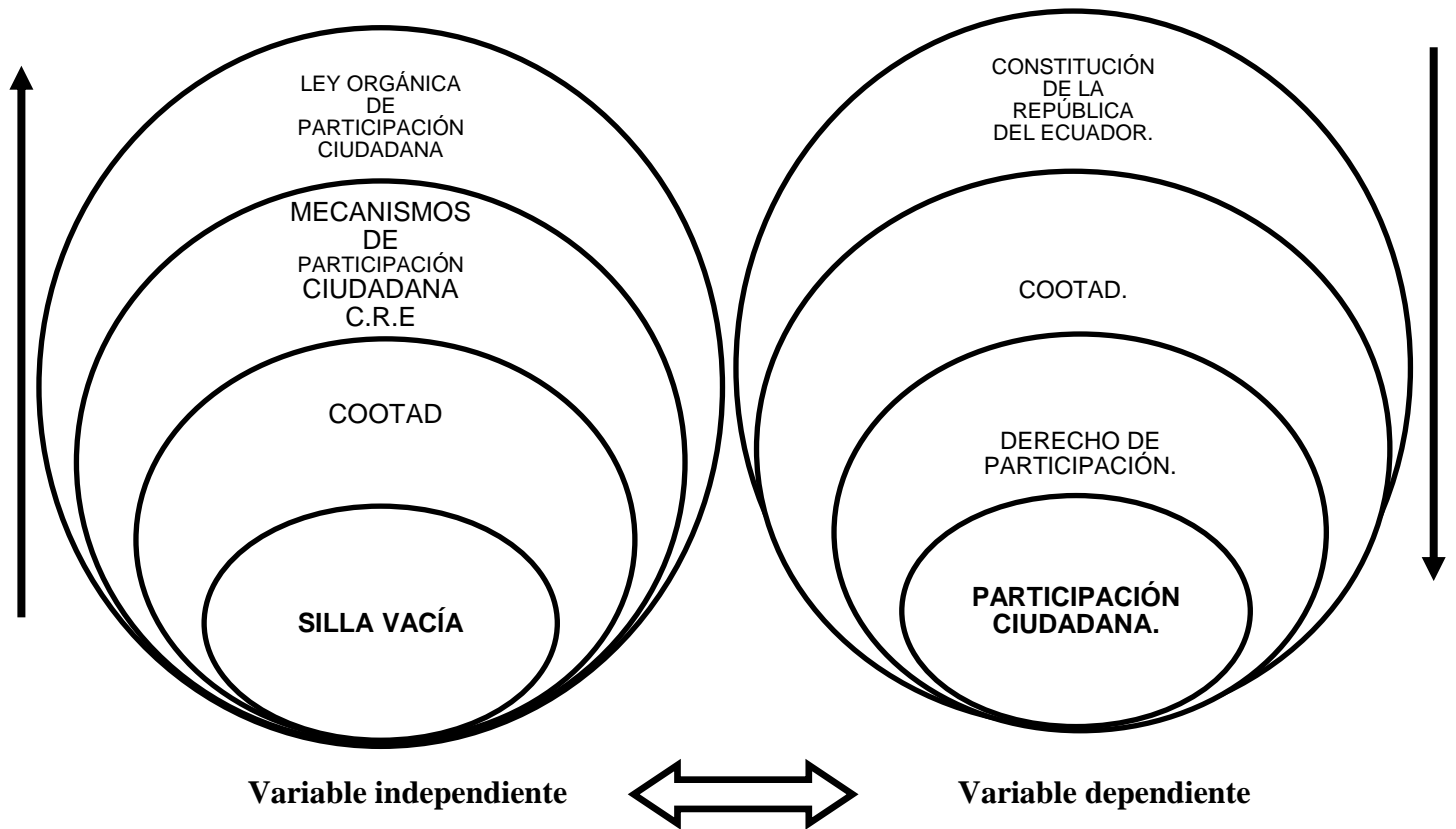 LEY ORGÁNICA
DE
PARTICIPACIÓN
CIUDADANA
MECANISMOS
DE
PARTICIPACIÓN
CIUDADANA
C.R.E
COOTAD
SILLA VACÍA
CONSTITUCIÓN
DE LA
REPÚBLICA
DEL ECUADOR.
COOTAD.
DERECHO DE
PARTICIPACIÓN.
PARTICIPACIÓN
CIUDADANA.
Variable independiente
Variable dependiente